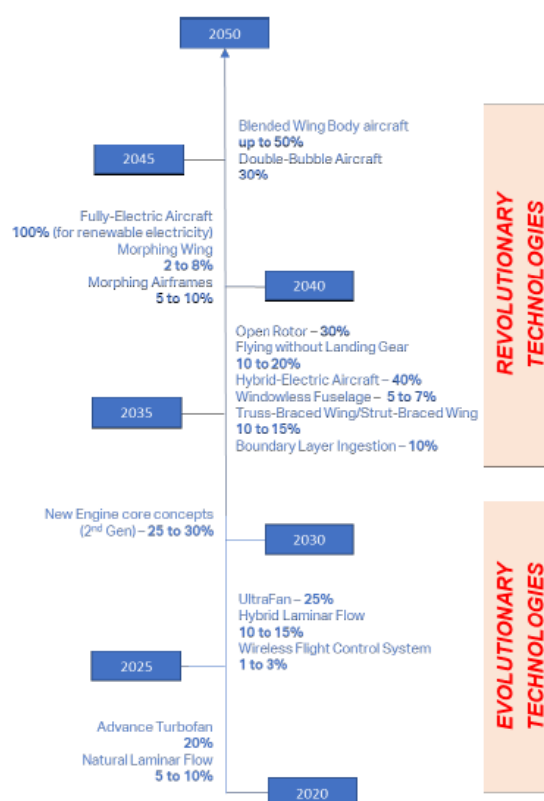 2050
Blended Wing Body aircraft
up to 50%
Double-Bubble Aircraft
30%
2045
Fully-Electric Aircraft
100% (for renewable electricity)
Morphing Wing
2 to 8%
Morphing Airframes
5 to 10%
2040
Open Rotor – 30%
Flying without Landing Gear
10 to 20%
Hybrid-Electric Aircraft – 40%
Windowless Fuselage – 5 to 7%
Truss-Braced Wing/Strut-Braced Wing
10 to 15%
Boundary Layer Ingestion – 10%
2035
New Engine core concepts
(2nd Gen) – 25 to 30%
2030
UltraFan – 25%
Hybrid Laminar Flow
10 to 15%
Wireless Flight Control System
1 to 3%
2025
Advance Turbofan
20%
Natural Laminar Flow
5 to 10%
2020
REVOLUTIONARY
TECHNOLOGIES
EVOLUTIONARY
TECHNOLOGIES